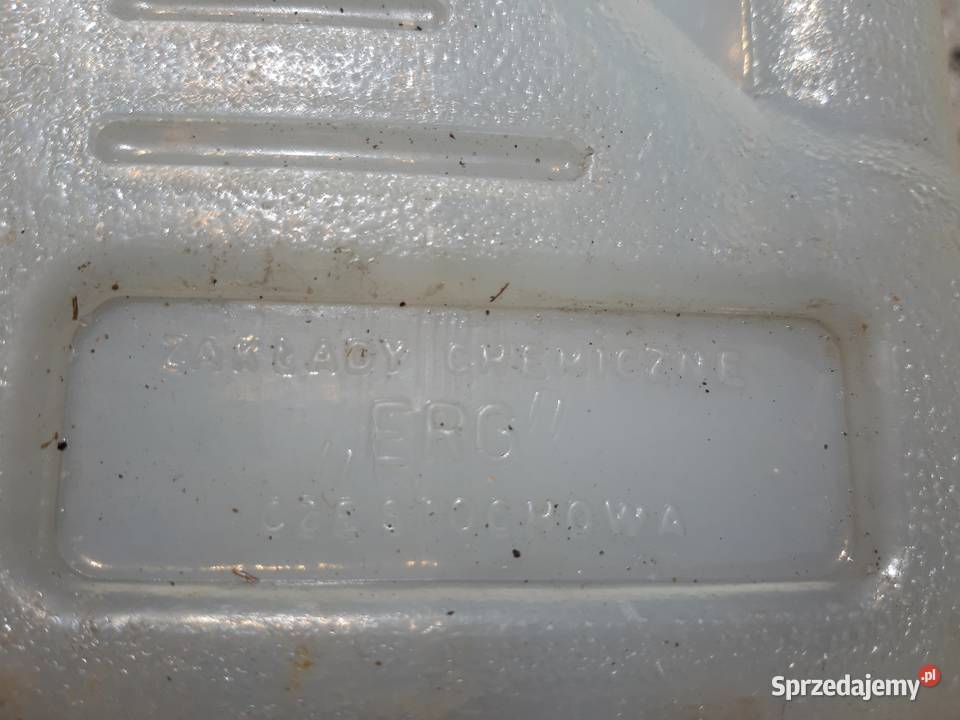 ZAKŁADY CHEMICZNE
„ERG”
CZĘSTOCHOWA
Sprzedajemy.pl